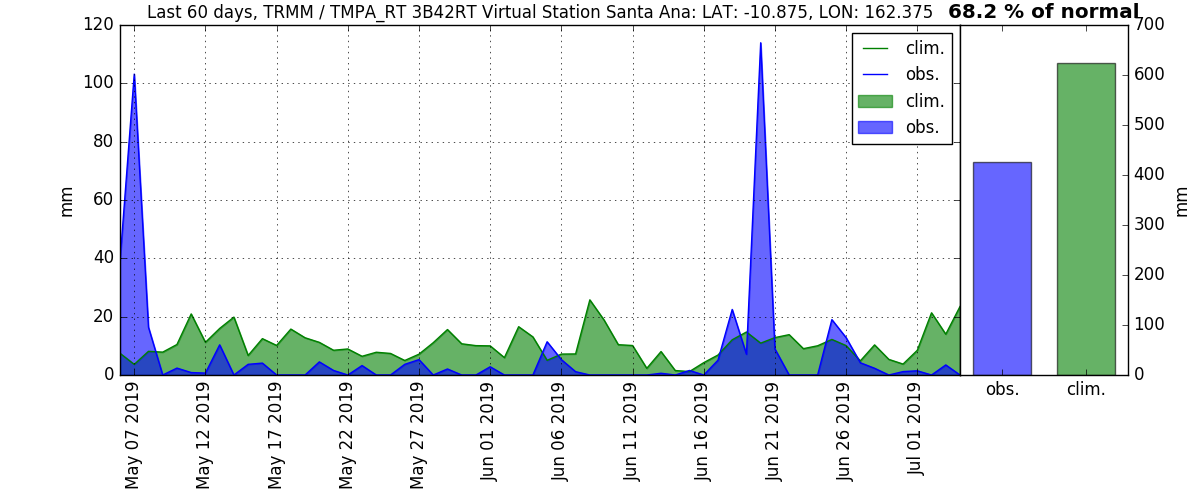 Last 60 days, TRMM / TMPA_RT 3B42RT Virtual Station Santa Ana: LAT: -10.875, LON: 162.375 68.2 % of normal
120
100
80
60
40
20
0
mm
clim.
obs.
clim.
obs.
700
600
500
400
300
200
100
0
mm
May 07 2019
May 12 2019
May 17 2019
May 22 2019
May 27 2019
Jun 01 2019
Jun 06 2019
Jun 11 2019
Jun 16 2019
Jun 21 2019
Jun 26 2019
Jul 01 2019
obs.
clim.